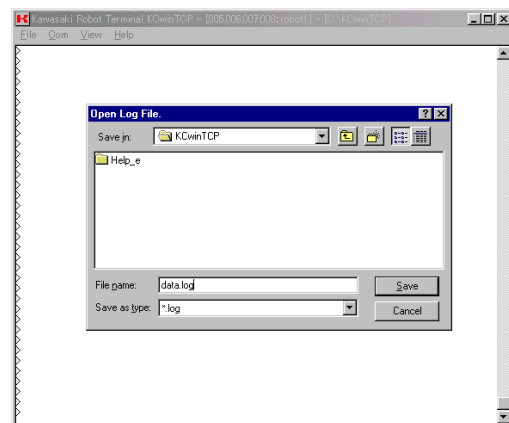 Kawasaki Robot Terminal KCwinTCP - [005.006.007.008:robot1] - [C:\KCwinTCP]
File Com View Help
Open Log File.
Save in: KCwinTCP
Help_e
File name: data.log Save
Save as type: *.log Cancel